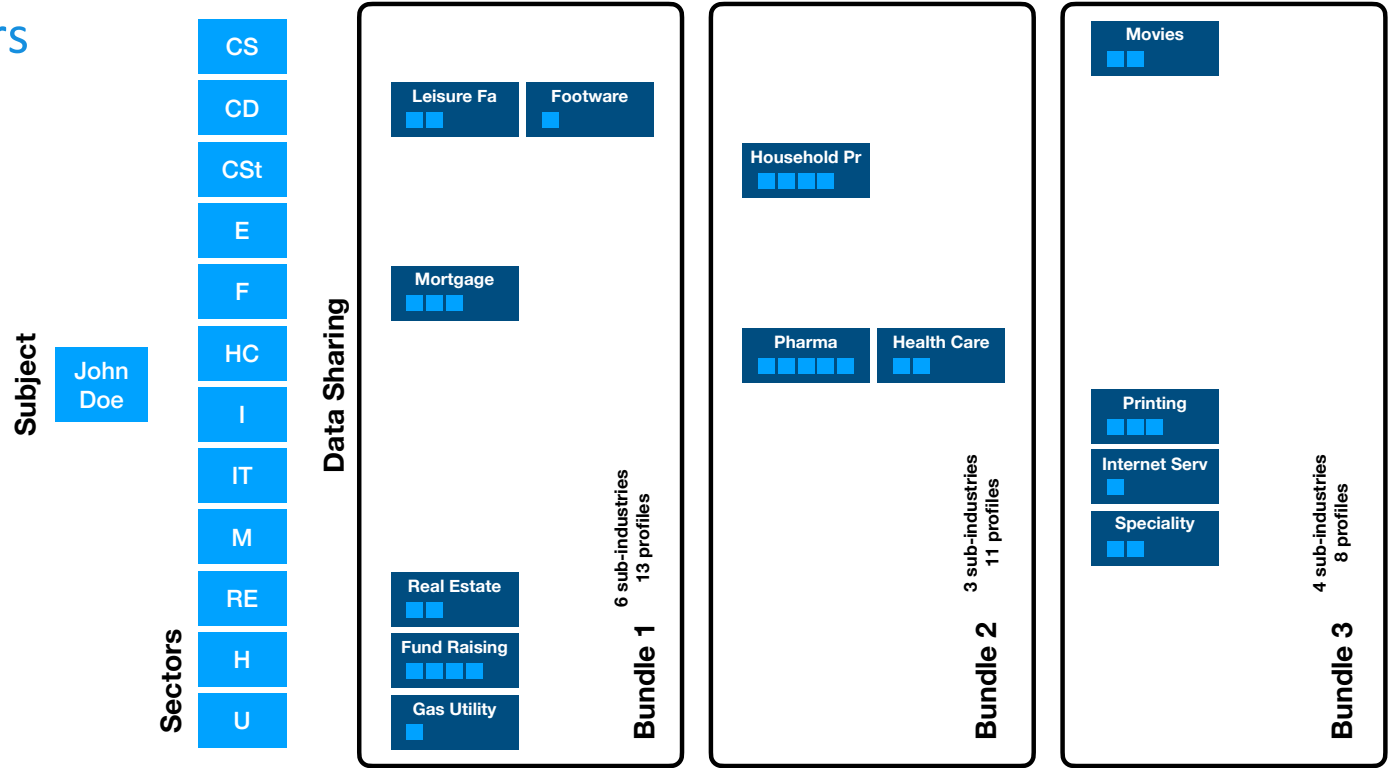 rs
Subject
John
Doe
Sectors
CS
CD
CSt
E
F
HC
I
IT
M
RE
H
U
Data Sharing
Leisure Fa
Footware
Mortgage
Real Estate
Fund Raising
Gas Utility
6 sub-industries
13 profiles
Bundle 1
Household Pr
Pharma
Health Care
3 sub-industries
11 profiles
Bundle 2
Movies
Printing
Internet Serv
Speciality
4 sub-industries
8 profiles
Bundle 3